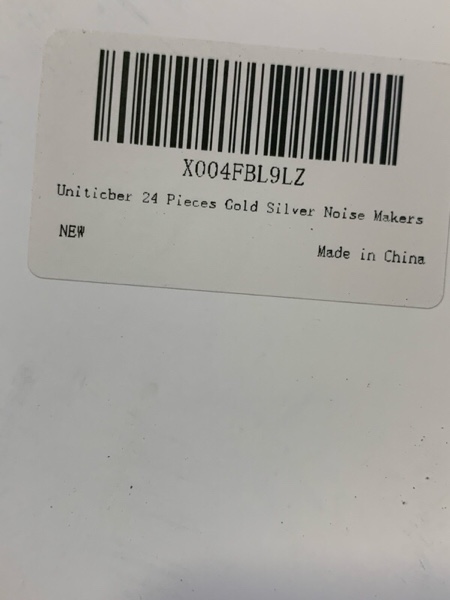 X004FBL9LZ
Uniticber 24 Pieces Gold Silver Noise Makers
NEW
Made in China